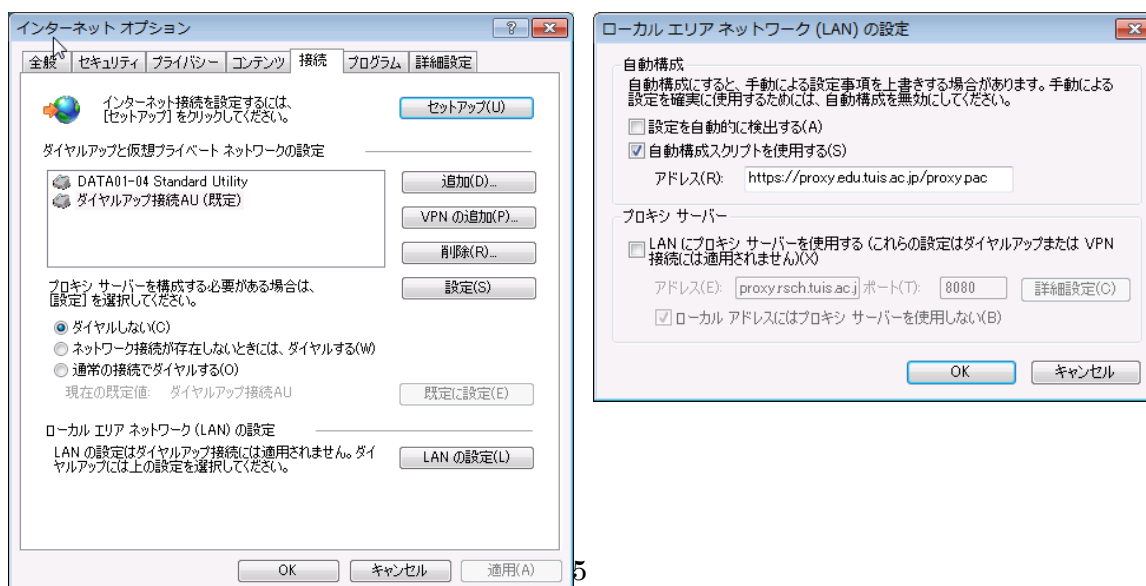 インターネット オプション
全般
セキュリティ
プライバシー
コンテンツ
接続
プログラム
詳細設定
インターネット接続を設定するには、
[セットアップ] をクリックしてください。
セットアップ(U)
ダイヤルアップと仮想プライベート ネットワークの設定
DATA01-04 Standard Utility
ダイヤルアップ接続AU (既定)
追加(D)...
VPN の追加(P)...
削除(R)...
プロキシ サーバーを構成する必要がある場合は、
[設定] を選択してください。
設定(S)
ダイヤルしない(C)
ネットワーク接続が存在しないときには、ダイヤルする(W)
通常の接続でダイヤルする(O)
現在の既定値: ダイヤルアップ接続AU
既定に設定(E)
ローカル エリア ネットワーク (LAN) の設定
LAN の設定はダイヤルアップ接続には適用されません。ダイ
ヤルアップには上の設定を選択してください。
LAN の設定(L)
OK
キャンセル
適用(A)
5
ローカル エリア ネットワーク (LAN) の設定
自動構成
自動構成にすると、手動による設定事項を上書きする場合があります。手動による
設定を確実に使用するためには、自動構成を無効にしてください。
設定を自動的に検出する(A)
自動構成スクリプトを使用する(S)
アドレス(R): https://proxy.edu.tuis.ac.jp/proxy.pac
プロキシ サーバー
LAN にプロキシ サーバーを使用する (これらの設定はダイヤルアップまたは VPN
接続には適用されません)(X)
アドレス(E): proxy.rsch.tuis.ac.j ポート(T): 8080 詳細設定(C)
ローカル アドレスにはプロキシ サーバーを使用しない(B)
OK
キャンセル